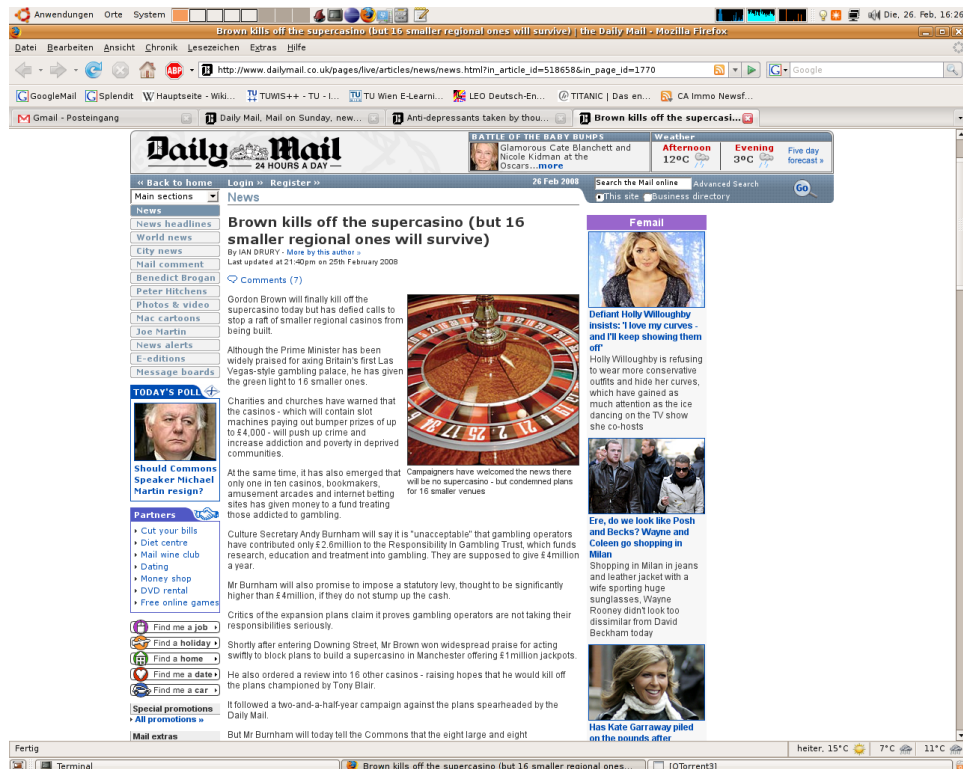 Anwendungen Orte System
Die, 26. Feb, 16:26
Brown kills off the supercasino (but 16 smaller regional ones will survive) | the Daily Mail - Mozilla Firefox
Datei Bearbeiten Ansicht Chronik Lesezeichen Extras Hilfe
ABP
http://www.dailymail.co.uk/pages/live/articles/news/news.html?in_article_id=518658&in_page_id=1770
Google
GoogleMail Splendit Hauptseite - Wiki... TUWIS++ - TU - I... TU Wien E-Learni... LEO Deutsch-En... TITANIC | Das en... CA Immo Newsf...
Gmail - Posteingang
Daily Mail, Mail on Sunday, new...
Anti-depressants taken by thou...
Brown kills off the supercasi...
Daily Mail
24 HOURS A DAY
BATTLE OF THE BABY BUMPS
Glamorous Cate Blanchett and
Nicole Kidman at the
Oscars...more
Weather
Afternoon
12ºC
Evening
3ºC
Five day
forecast »
‹‹ Back to home Login » Register »
26 Feb 2008
Search the Mail online Advanced Search
This site Business directory
Go
Main sections
News
News headlines
World news
City news
Mail comment
Benedict Brogan
Peter Hitchens
Photos & video
Mac cartoons
Joe Martin
News alerts
E-editions
Message boards
TODAY'S POLL
Should Commons
Speaker Michael
Martin resign?
Partners
Cut your bills
Diet centre
Mail wine club
Dating
Money shop
DVD rental
Free online games
Find me a job
Find a holiday
Find a home
Find me a date
Find me a car
Special promotions
All promotions »
Mail extras
News
Brown kills off the supercasino (but 16
smaller regional ones will survive)
By IAN DRURY - More by this author »
Last updated at 21:40pm on 25th February 2008
Comments (7)
Gordon Brown will finally kill off the
supercasino today but has defied calls to
stop a raft of smaller regional casinos from
being built.
Although the Prime Minister has been
widely praised for axing Britain's first Las
Vegas-style gambling palace, he has given
the green light to 16 smaller ones.
Charities and churches have warned that
the casinos - which will contain slot
machines paying out bumper prizes of up
to £4,000 - will push up crime and
increase addiction and poverty in deprived
communities.
At the same time, it has also emerged that
only one in ten casinos, bookmakers,
amusement arcades and internet betting
sites has given money to a fund treating
those addicted to gambling.
Campaigners have welcomed the news there
will be no supercasino - but condemned plans
for 16 smaller venues
Culture Secretary Andy Burnham will say it is "unacceptable" that gambling operators
have contributed only £2.6million to the Responsibility In Gambling Trust, which funds
research, education and treatment into gambling. They are supposed to give £4million
a year.
Mr Burnham will also promise to impose a statutory levy, thought to be significantly
higher than £4million, if they do not stump up the cash.
Critics of the expansion plans claim it proves gambling operators are not taking their
responsibilities seriously.
Shortly after entering Downing Street, Mr Brown won widespread praise for acting
swiftly to block plans to build a supercasino in Manchester offering £1million jackpots.
He also ordered a review into 16 other casinos - raising hopes that he would kill off
the plans championed by Tony Blair.
It followed a two-and-a-half-year campaign against the plans spearheaded by the
Daily Mail.
But Mr Burnham will today tell the Commons that the eight large and eight
Femail
Defiant Holly Willoughby
insists: 'I love my curves -
and I'll keep showing them
off'
Holly Willoughby is refusing
to wear more conservative
outfits and hide her curves,
which have gained as
much attention as the ice
dancing on the TV show
she co-hosts
Ere, do we look like Posh
and Becks? Wayne and
Coleen go shopping in
Milan
Shopping in Milan in jeans
and leather jacket with a
wife sporting huge
sunglasses, Wayne
Rooney didn't look too
dissimilar from David
Beckham today
Has Kate Garraway piled
on the pounds after
Fertig
heiter, 15°C 7°C 11°C
Terminal
Brown kills off the supercasino (but 16 smaller regional ones...
[QTorrent3]